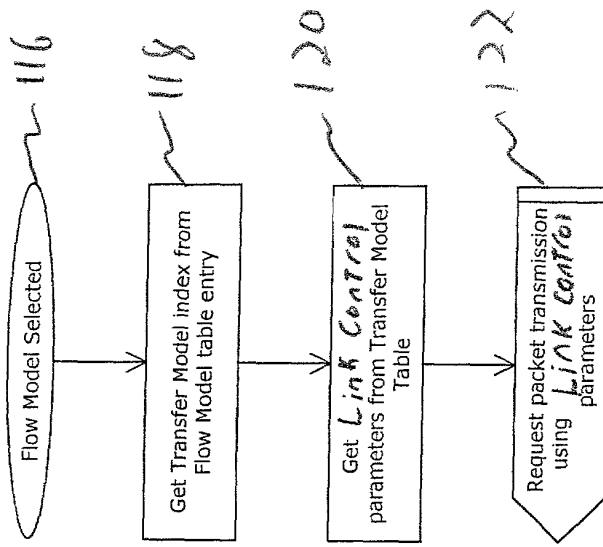 Flow Model Selected
116
Get Transfer Model index from
Flow Model table entry
118
Get Link Control
parameters from Transfer Model
Table
120
Request packet transmission
using Link Control
parameters
122